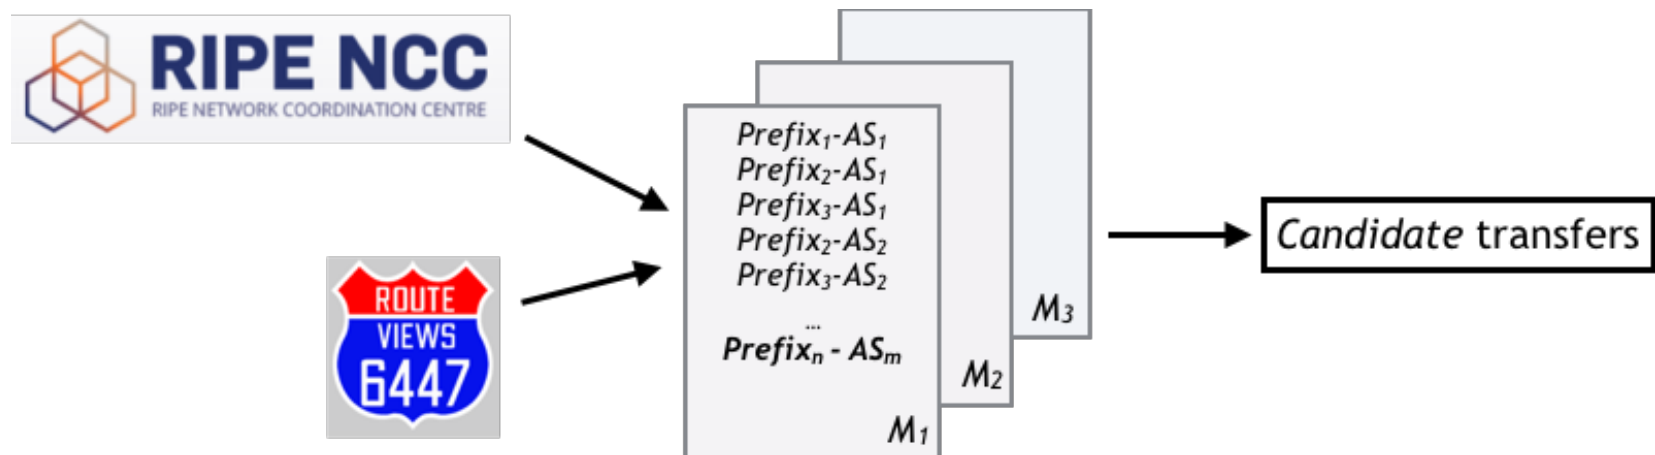 RIPE NCC
RIPE NETWORK COORDINATION CENTRE
ROUTE
VIEWS
6447
Prefix₁-AS₁
Prefix₂-AS₁
Prefix₃-AS₁
Prefix₂-AS₂
Prefix₃-AS₂
...
Prefixₙ - ASₘ
M₁
M₂
M₃
Candidate transfers